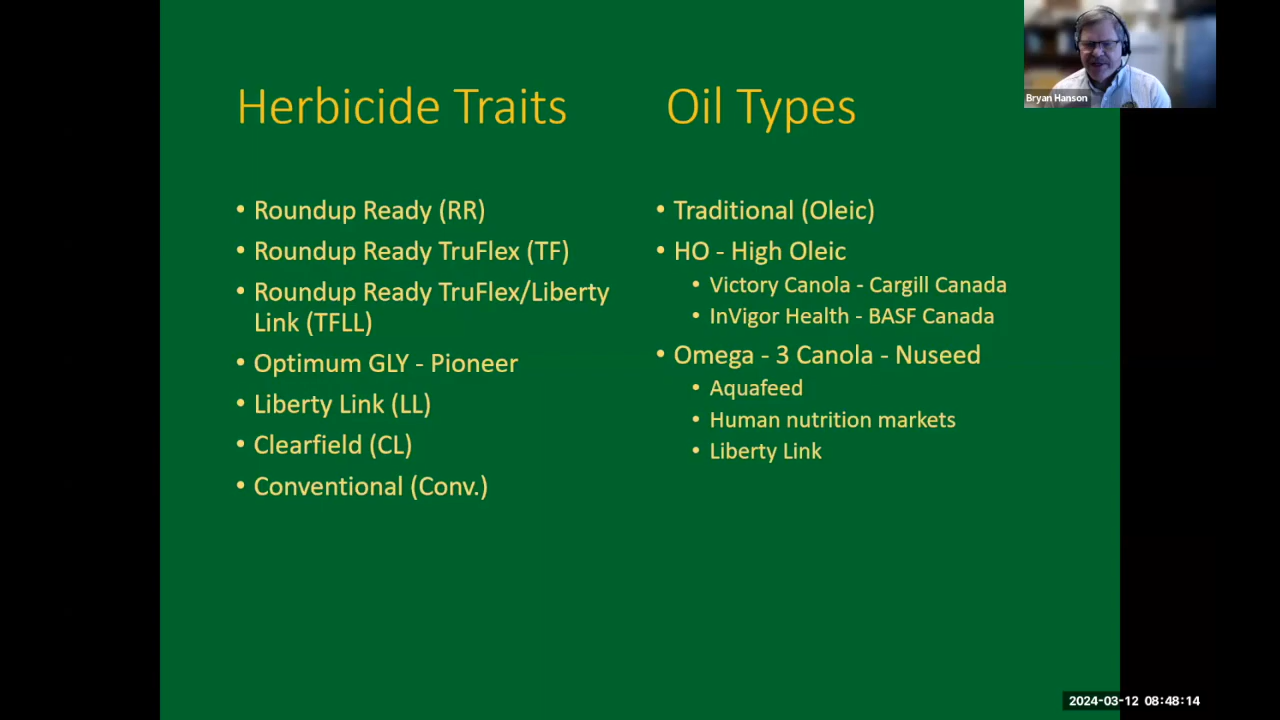 Herbicide Traits
• Roundup Ready (RR)
• Roundup Ready TruFlex (TF)
• Roundup Ready TruFlex/Liberty
Link (TFLL)
• Optimum GLY - Pioneer
• Liberty Link (LL)
• Clearfield (CL)
• Conventional (Conv.)
Oil Types
• Traditional (Oleic)
• HO - High Oleic
• Victory Canola - Cargill Canada
• InVigor Health - BASF Canada
• Omega - 3 Canola - Nuseed
• Aquafeed
• Human nutrition markets
• Liberty Link
Bryan Hanson
2024-03-12 08:48:14